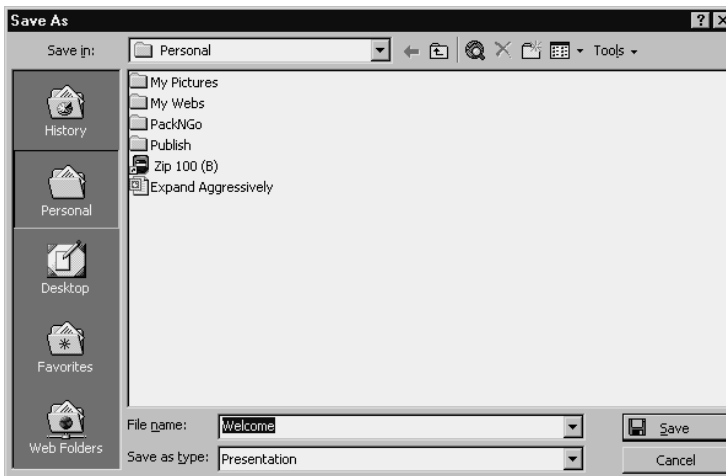 Save As
Save in: Personal Tools
My Pictures
My Webs
PackNGo
Publish
Zip 100 (B)
Expand Aggressively
History
Personal
Desktop
Favorites
Web Folders
File name: Welcome Save
Save as type: Presentation Cancel